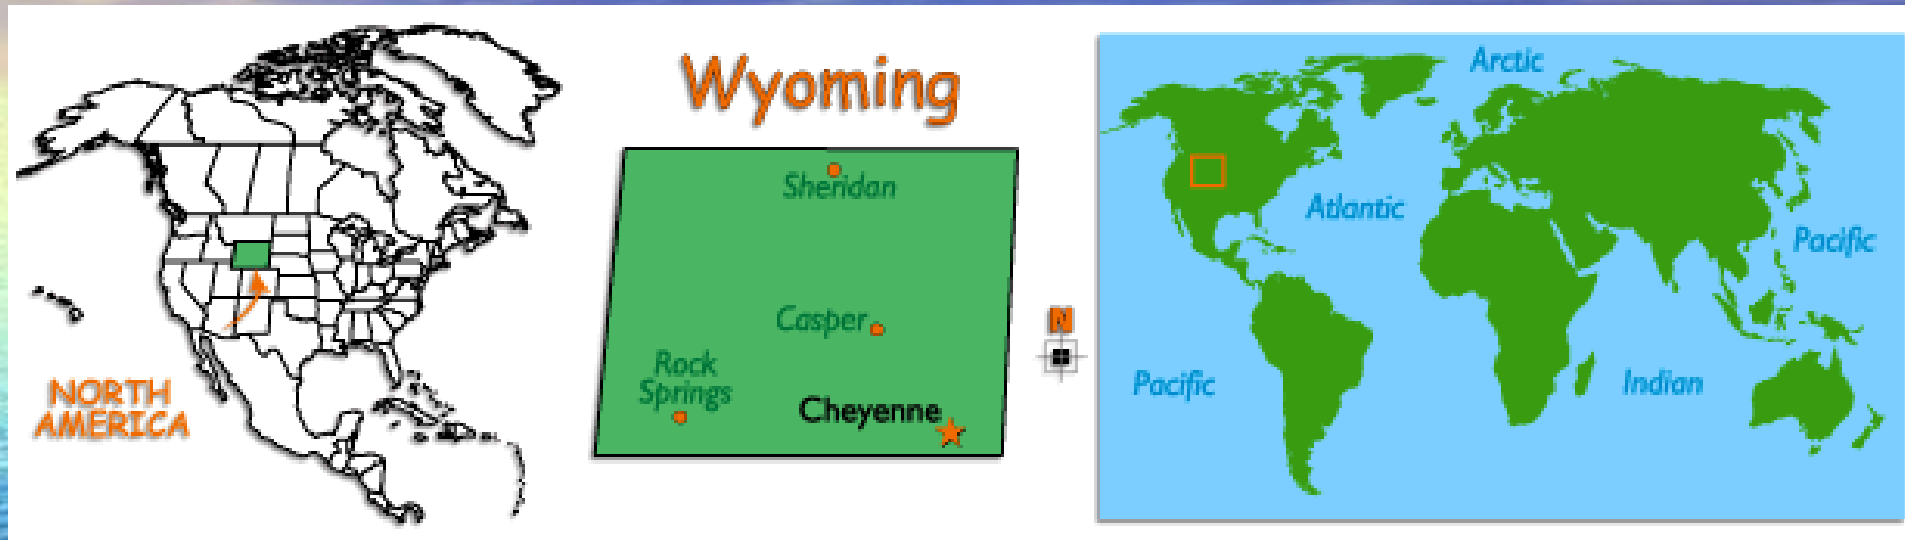 NORTH
AMERICA
Wyoming
Sheridan
Casper
Rock
Springs
Cheyenne
N
Arctic
Atlantic
Pacific
Pacific
Indian